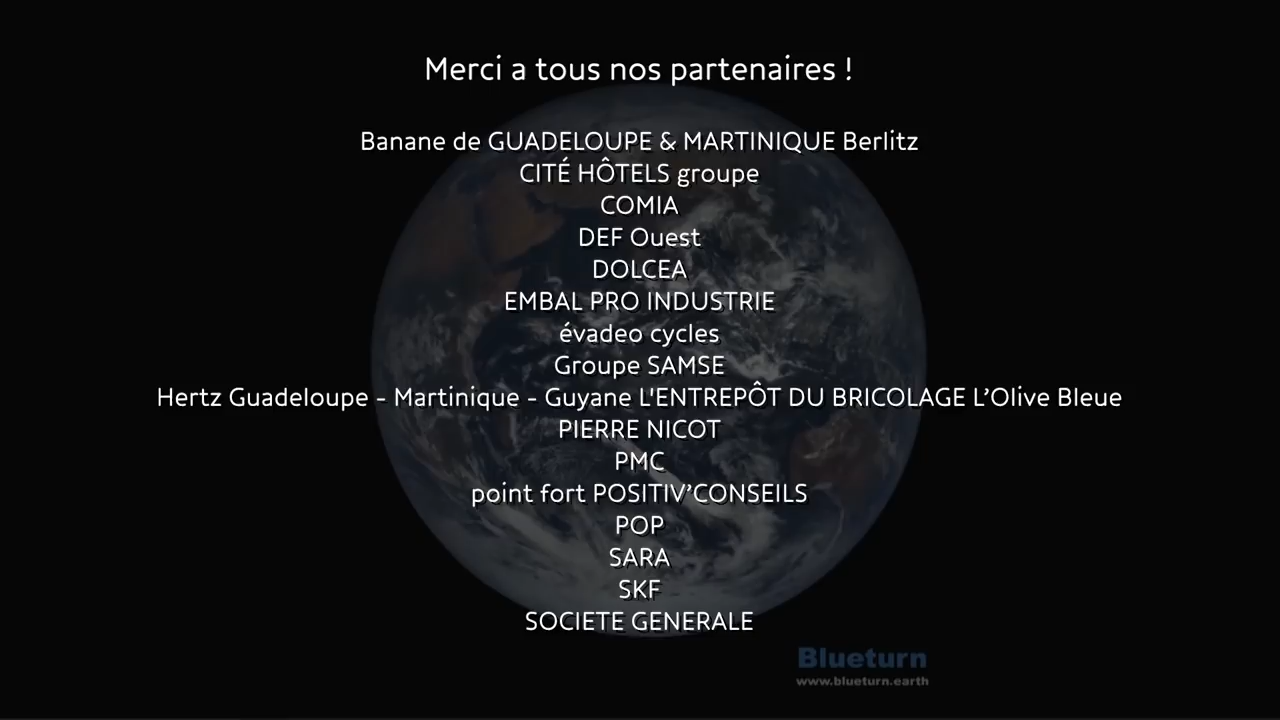 Merci a tous nos partenaires !
Banane de GUADELOUPE & MARTINIQUE Berlitz
CITÉ HÔTELS groupe
COMIA
DEF Ouest
DOLCEA
EMBAL PRO INDUSTRIE
évadeo cycles
Groupe SAMSE
Hertz Guadeloupe - Martinique - Guyane L'ENTREPÔT DU BRICOLAGE L’Olive Bleue
PIERRE NICOT
PMC
point fort POSITIV’CONSEILS
POP
SARA
SKF
SOCIETE GENERALE
Blueturn
www.blueturn.earth